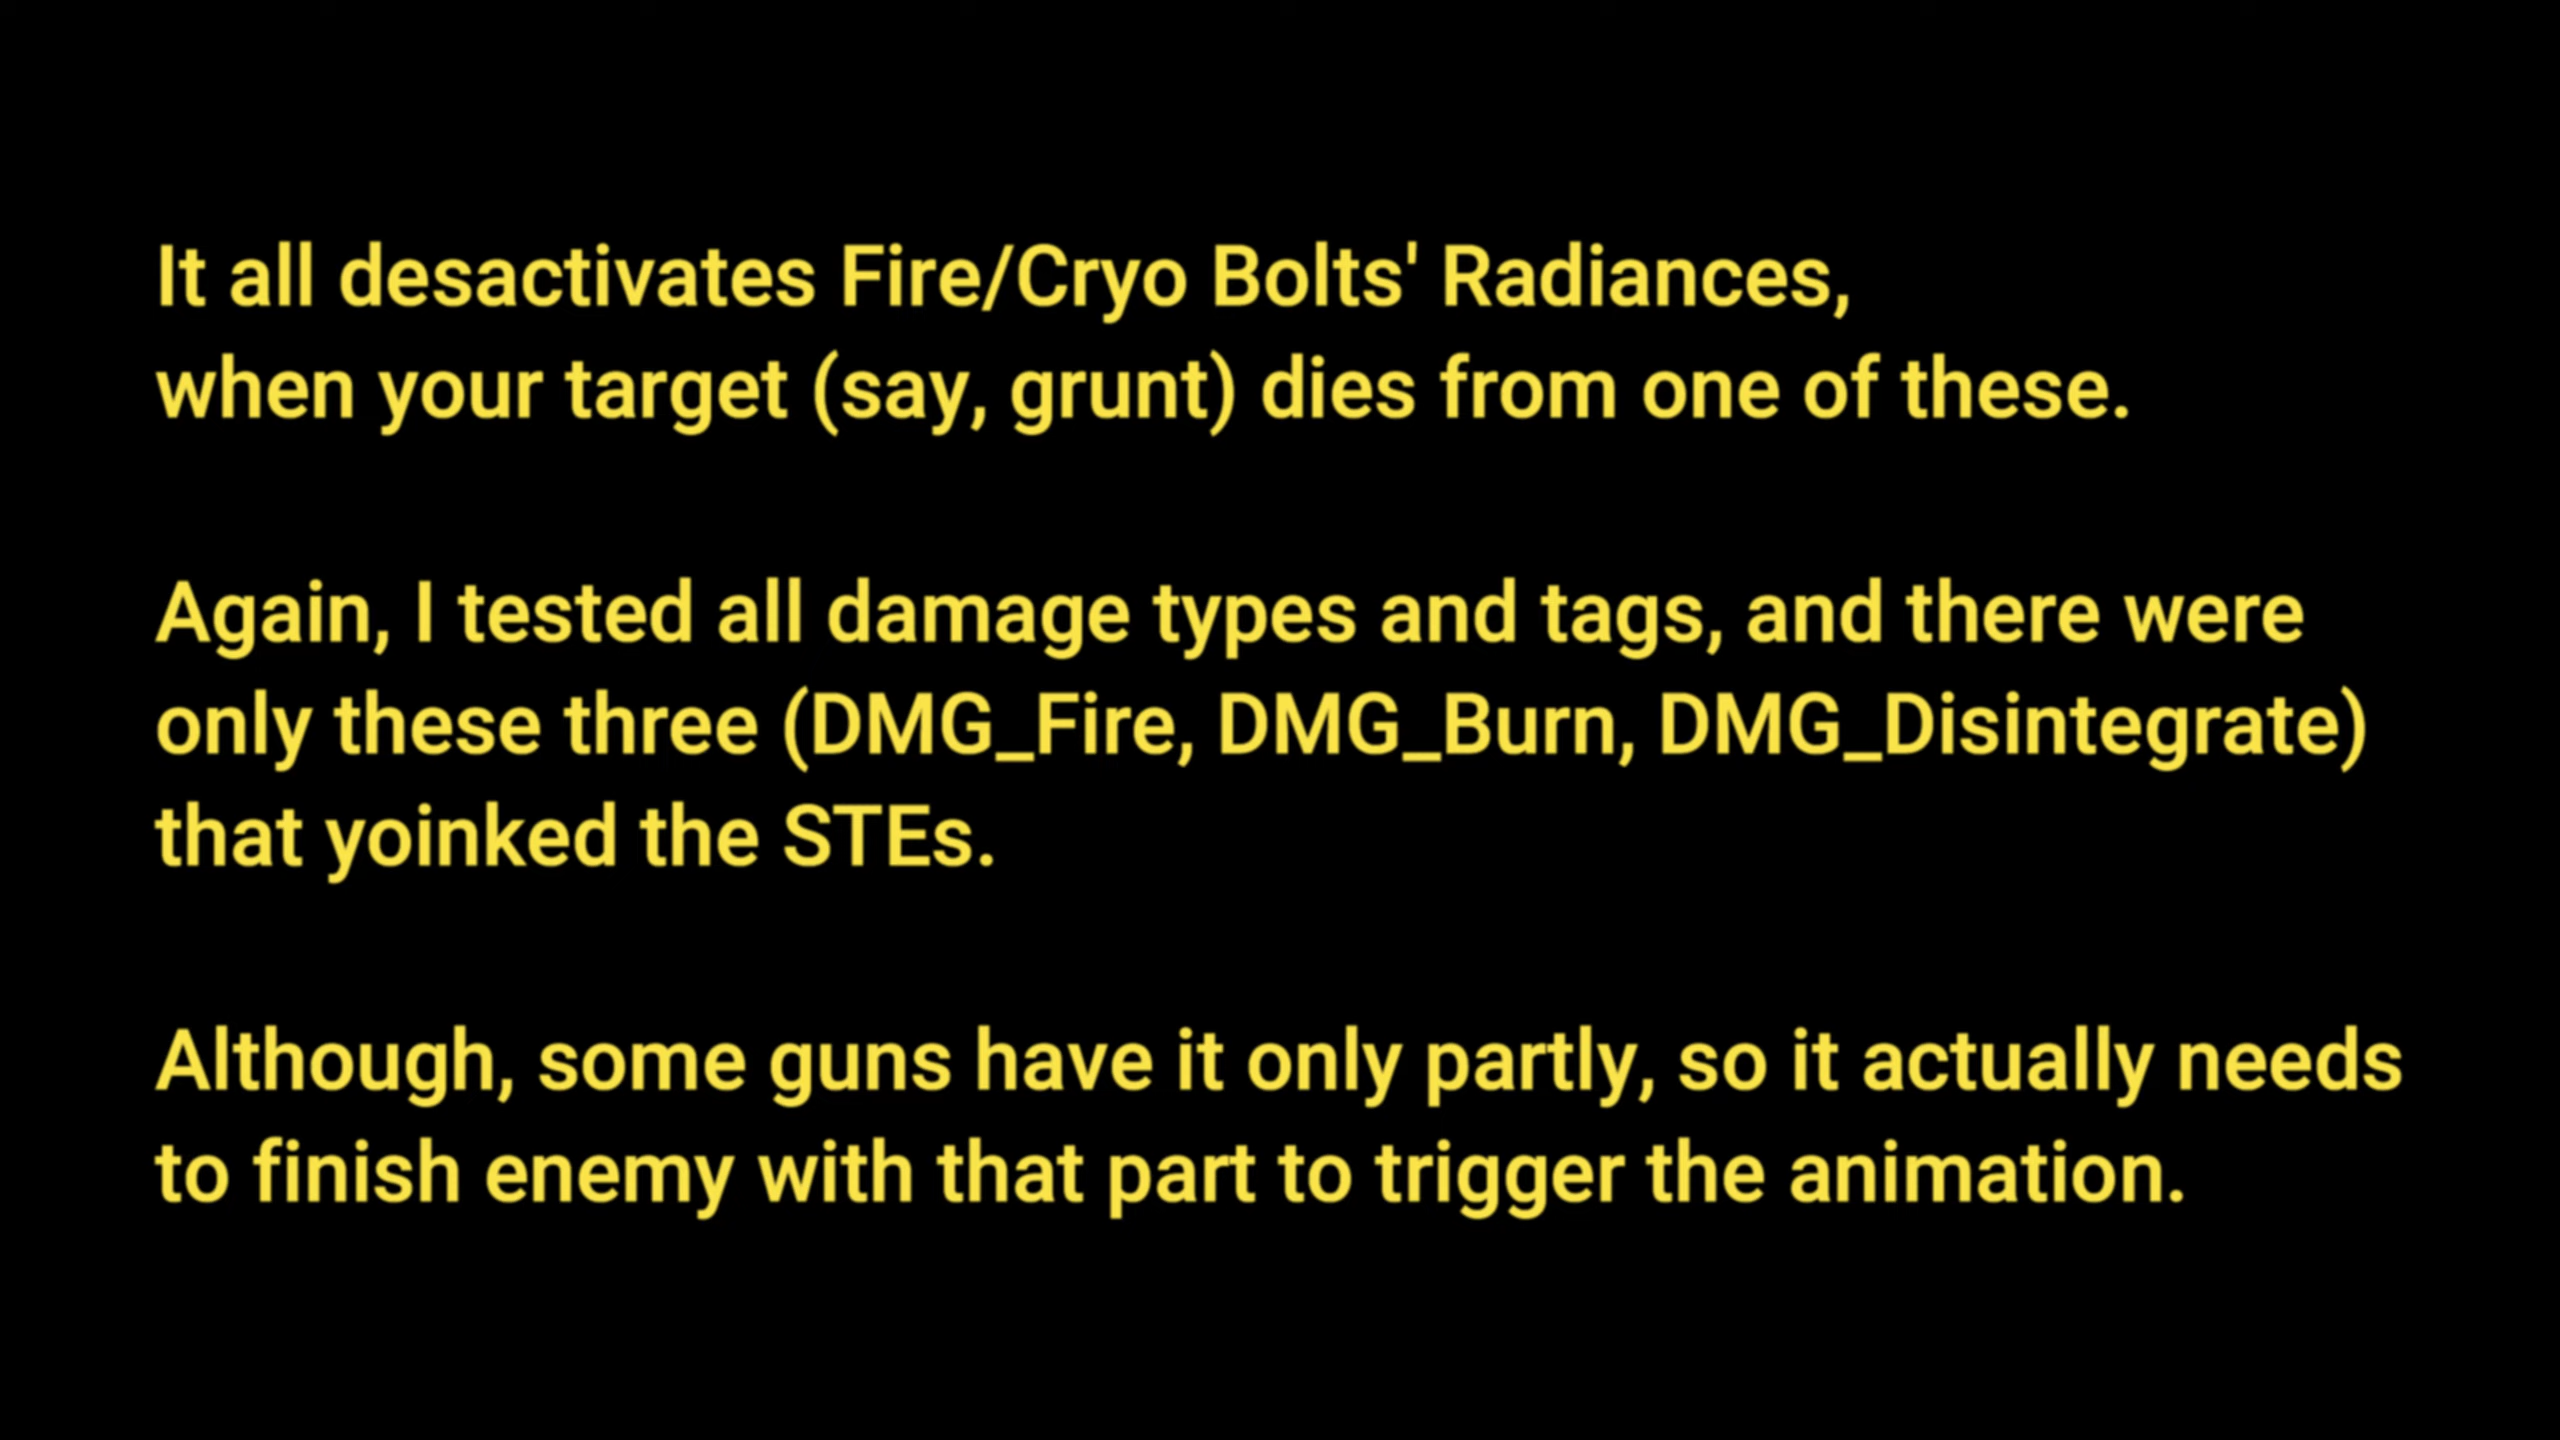 It all desactivates Fire/Cryo Bolts' Radiances,
when your target (say, grunt) dies from one of these.
Again, I tested all damage types and tags, and there were
only these three (DMG_Fire, DMG_Burn, DMG_Disintegrate)
that yoinked the STEs.
Although, some guns have it only partly, so it actually needs
to finish enemy with that part to trigger the animation.